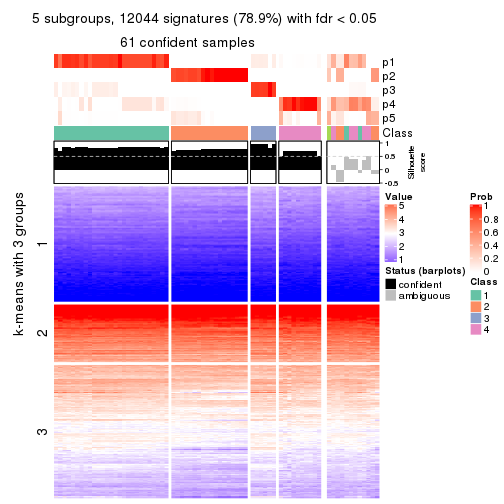 5 subgroups, 12044 signatures (78.9%) with fdr < 0.05
61 confident samples
p1
p2
p3
p4
p5
Class
1
0.5
0
-0.5
Silhouette
score
k-means with 3 groups
1
2
3
Value
5
4
3
2
1
Status (barplots)
confident
ambiguous
Prob
1
0.8
0.6
0.4
0.2
0
Class
1
2
3
4